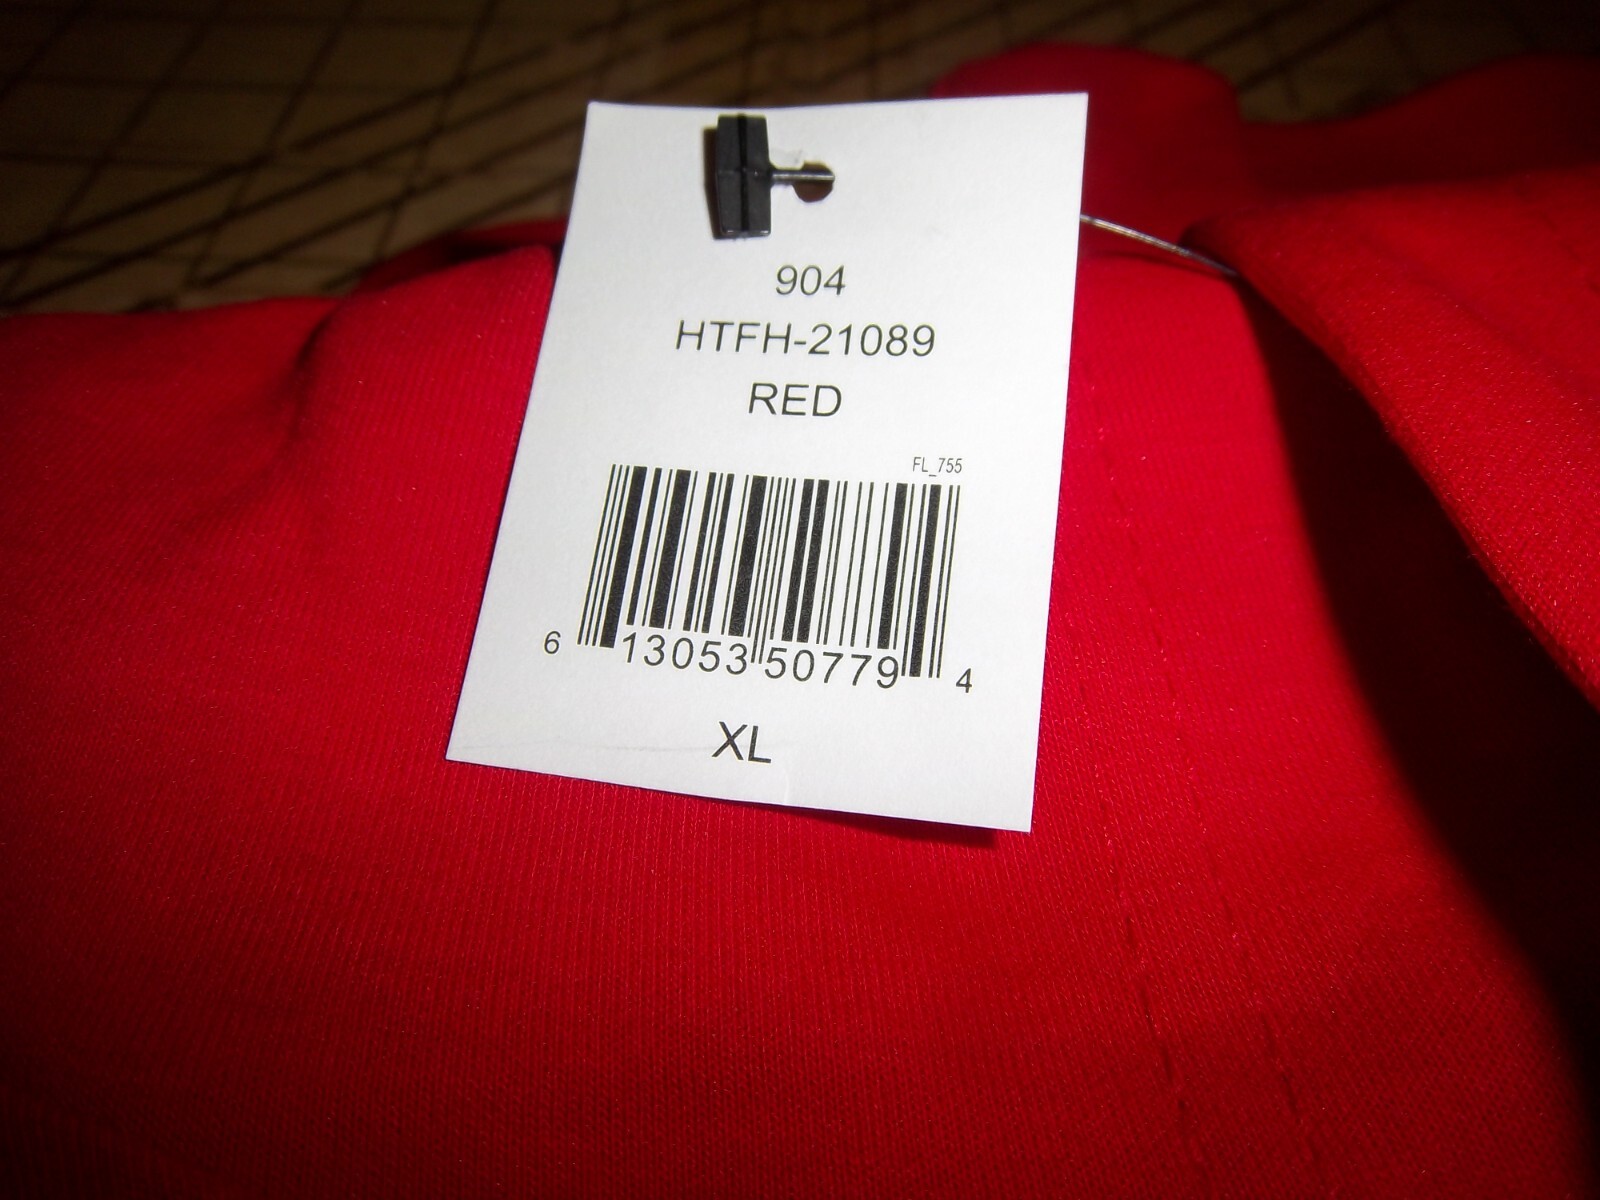 904
HTFH-21089
RED
FL_755
6 13053 50779 4
XL